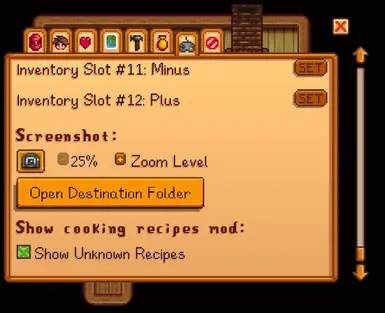 Inventory Slot #11: Minus
SET
Inventory Slot #12: Plus
SET
Screenshot:
25% Zoom Level
Open Destination Folder
Show cooking recipes mod:
Show Unknown Recipes